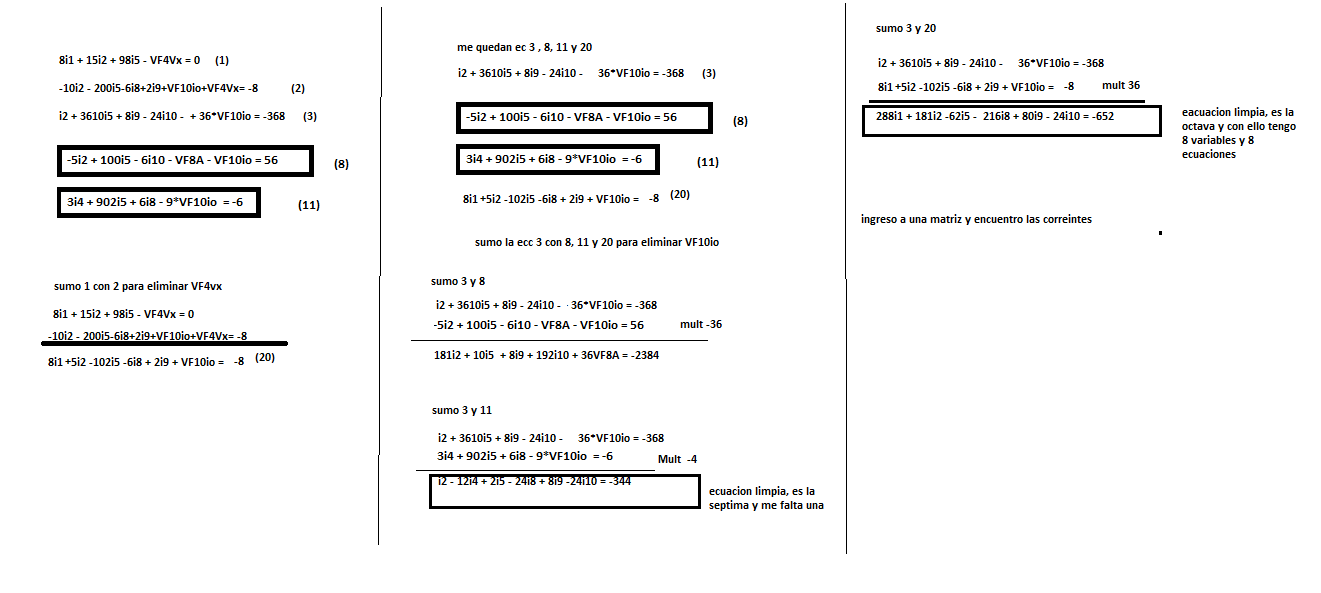 8i1 + 15i2 + 98i5 - VF4Vx = 0 (1)
-10i2 - 200i5-6i8+2i9+VF10io+VF4Vx= -8 (2)
i2 + 3610i5 + 8i9 - 24i10 - + 36*VF10io = -368 (3)
-5i2 + 100i5 - 6i10 - VF8A - VF10io = 56 (8)
3i4 + 902i5 + 6i8 - 9*VF10io = -6 (11)
sumo 1 con 2 para eliminar VF4vx
8i1 + 15i2 + 98i5 - VF4Vx = 0
-10i2 - 200i5-6i8+2i9+VF10io+VF4Vx= -8
8i1 +5i2 -102i5 -6i8 + 2i9 + VF10io = -8 (20)
me quedan ec 3 , 8, 11 y 20
i2 + 3610i5 + 8i9 - 24i10 - 36*VF10io = -368 (3)
-5i2 + 100i5 - 6i10 - VF8A - VF10io = 56 (8)
3i4 + 902i5 + 6i8 - 9*VF10io = -6 (11)
8i1 +5i2 -102i5 -6i8 + 2i9 + VF10io = -8 (20)
sumo la ecc 3 con 8, 11 y 20 para eliminar VF10io
sumo 3 y 8
i2 + 3610i5 + 8i9 - 24i10 - 36*VF10io = -368
-5i2 + 100i5 - 6i10 - VF8A - VF10io = 56 mult -36
181i2 + 10i5 + 8i9 + 192i10 + 36VF8A = -2384
sumo 3 y 11
i2 + 3610i5 + 8i9 - 24i10 - 36*VF10io = -368
3i4 + 902i5 + 6i8 - 9*VF10io = -6 Mult -4
i2 - 12i4 + 2i5 - 24i8 + 8i9 -24i10 = -344
ecuacion limpia, es la
septima y me falta una
sumo 3 y 20
i2 + 3610i5 + 8i9 - 24i10 - 36*VF10io = -368
8i1 +5i2 -102i5 -6i8 + 2i9 + VF10io = -8 mult 36
288i1 + 181i2 -62i5 - 216i8 + 80i9 - 24i10 = -652
eacuacion limpia, es la
octava y con ello tengo
8 variables y 8
ecuaciones
ingreso a una matriz y encuentro las correintes